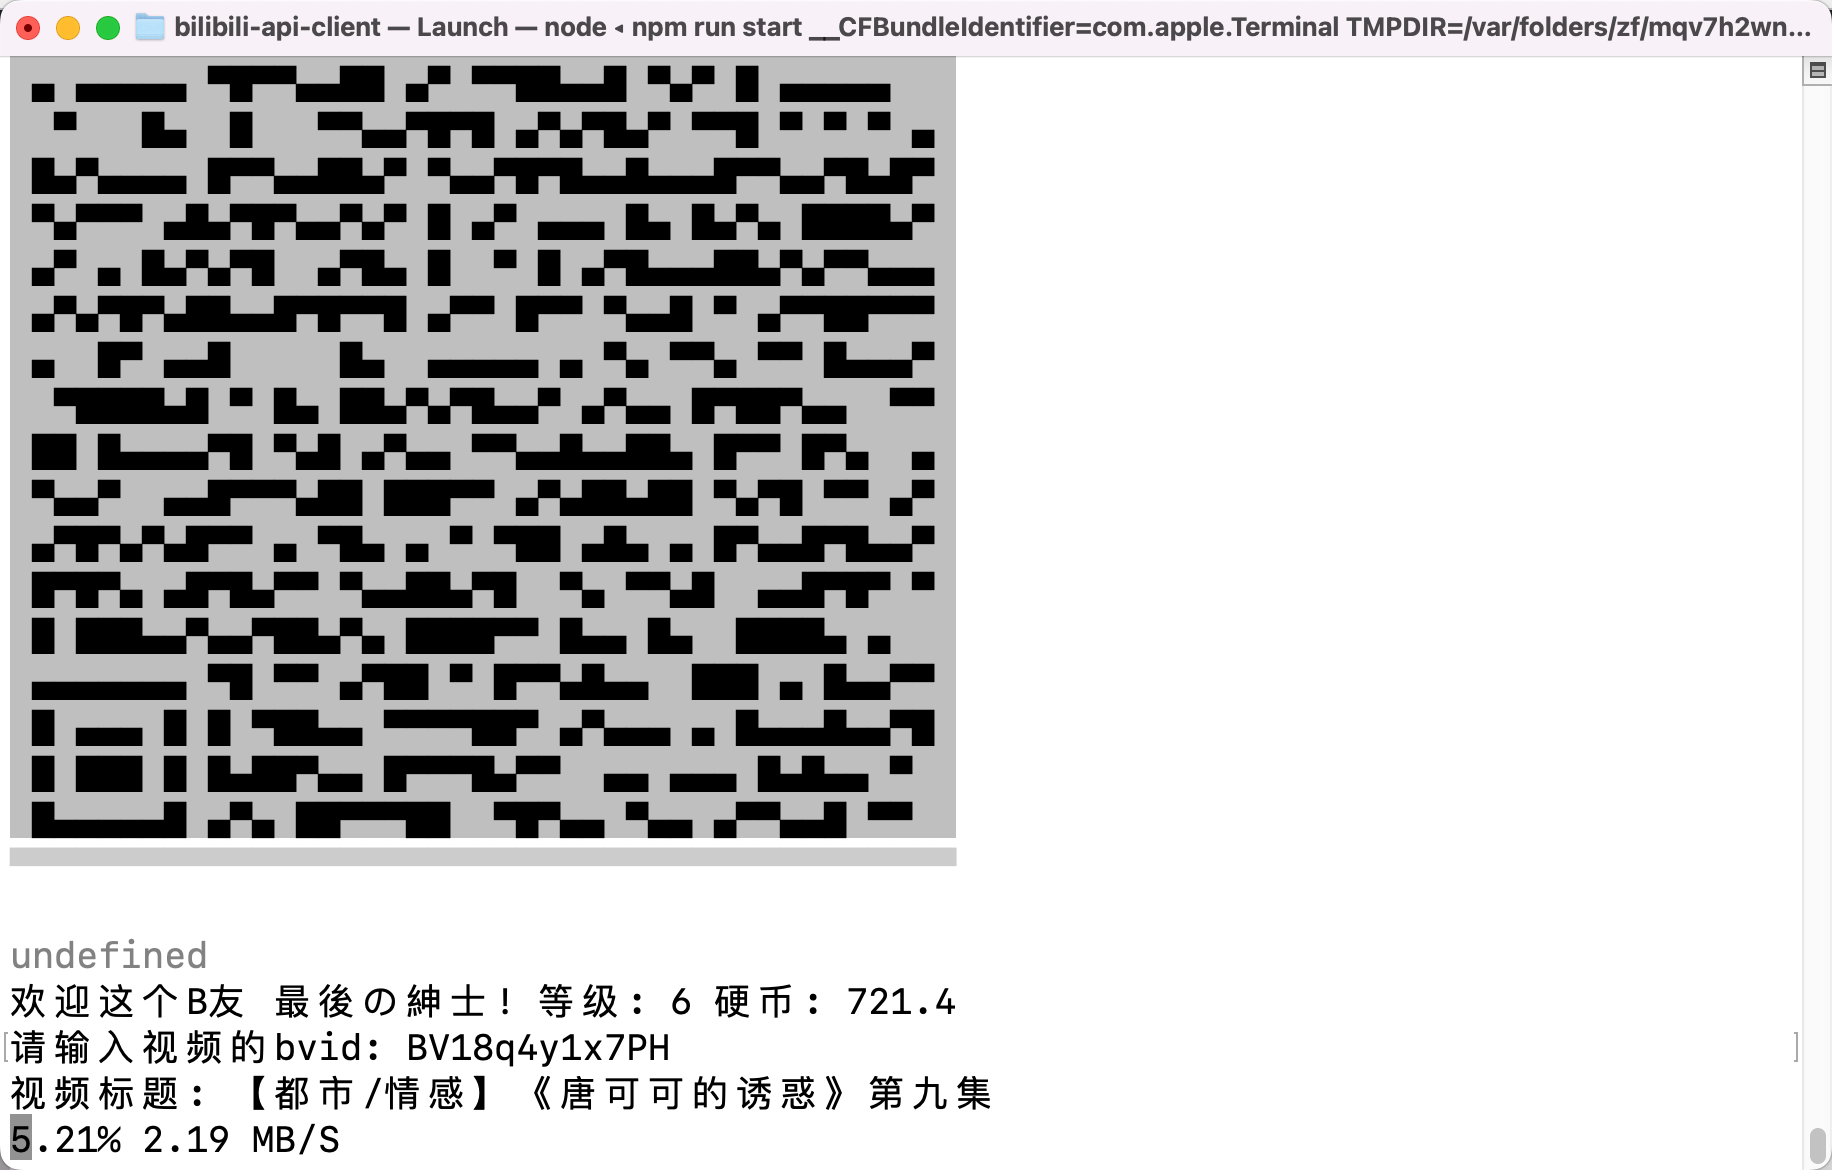 bilibili-api-client — Launch — node ◂ npm run start __CFBundleIdentifier=com.apple.Terminal TMPDIR=/var/folders/zf/mqv7h2wn...
undefined
欢迎这个B友 最後の紳士！等级：6 硬币：721.4
请输入视频的bvid: BV18q4y1x7PH
视频标题：【都市/情感】《唐可可的诱惑》第九集
5.21% 2.19 MB/S